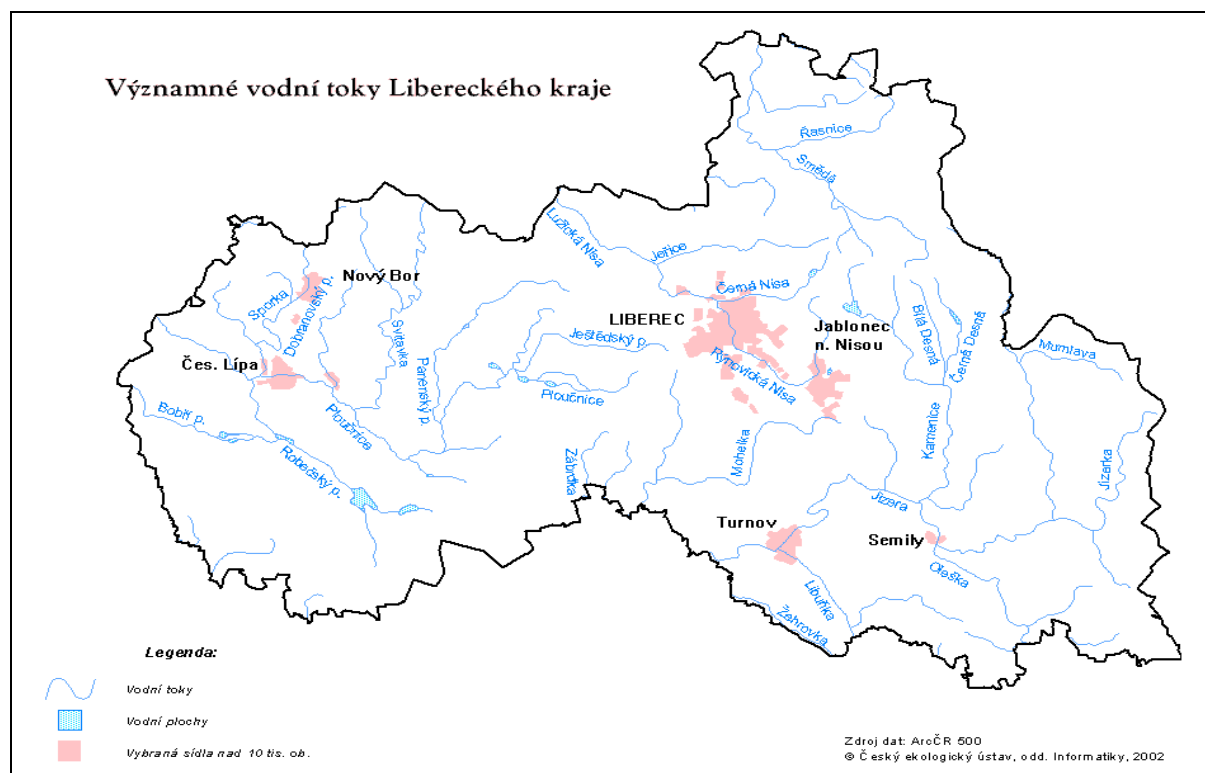 Významné vodní toky Libereckého kraje
Řasnice
Smědá
Lužická Nisa
Jeřice
Černá Nisa
Nový Bor
Sporka
Dobranovský p.
Svitavka
Panenský p.
LIBEREC
Ještědský p.
Jablonec
n. Nisou
Bílá Desná
Černá Desná
Mumlava
Čes. Lípa
Rýnovická Nisa
Ploučnice
Bobří p.
Ploučnice
Robečský p.
Mohelka
Kamenice
Zábrdka
Jizerka
Jizera
Turnov
Semily
Oleška
Libuňka
Žehrovka
Legenda:
Vodní toky
Vodní plochy
Vybraná sídla nad 10 tis. ob.
Zdroj dat: ArcČR 500
© Český ekologický ústav, odd. Informatiky, 2002